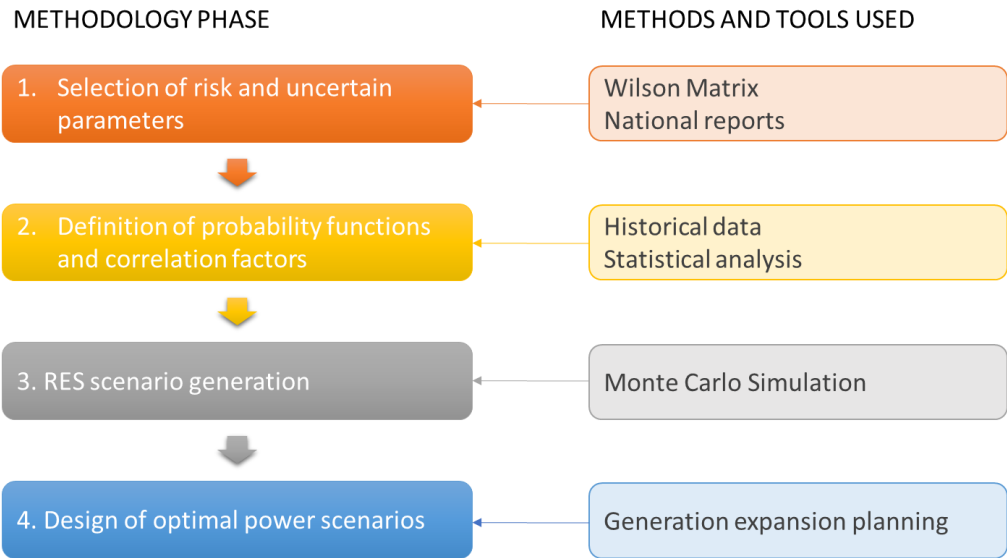 METHODOLOGY PHASE
METHODS AND TOOLS USED
1. Selection of risk and uncertain
parameters
Wilson Matrix
National reports
2. Definition of probability functions
and correlation factors
Historical data
Statistical analysis
3. RES scenario generation
Monte Carlo Simulation
4. Design of optimal power scenarios
Generation expansion planning